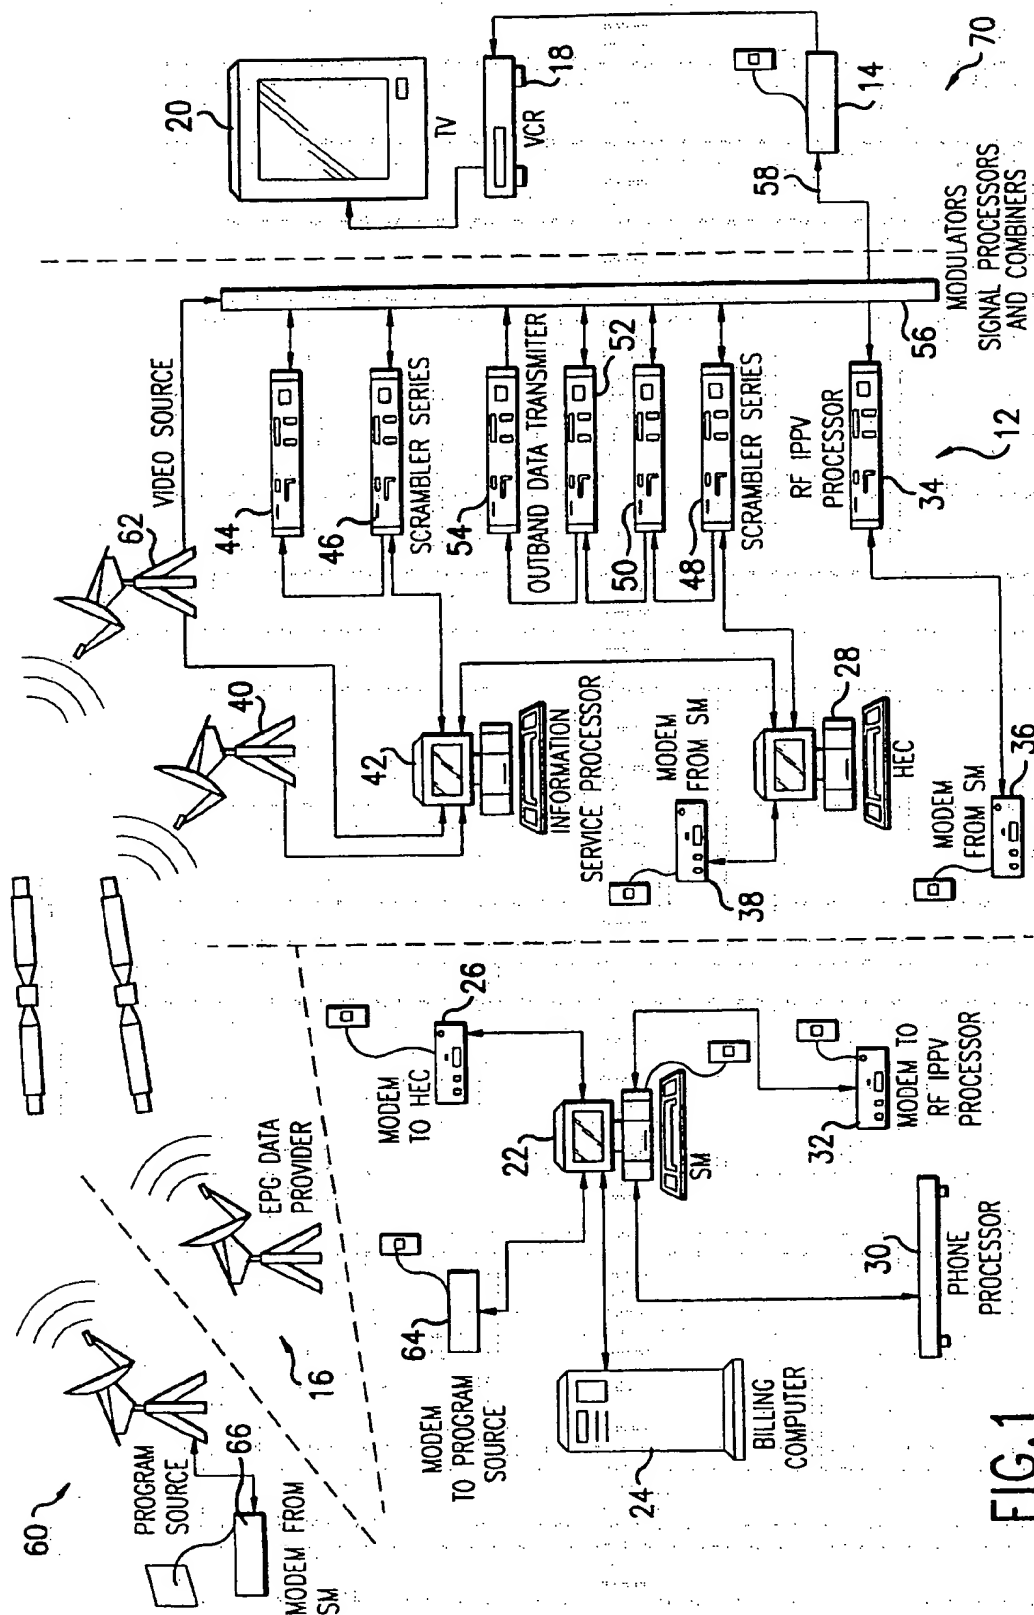 60
PROGRAM
SOURCE
66
MODEM FROM
SM
16
EPG DATA
PROVIDER
MODEM
TO PROGRAM
SOURCE
64
MODEM
TO HEC
26
22
SM
24
BILLING
COMPUTER
30
PHONE
PROCESSOR
32
MODEM TO
RF IPPV
PROCESSOR
40
62
VIDEO SOURCE
42
INFORMATION
SERVICE PROCESSOR
MODEM
FROM SM
38
28
HEC
MODEM
FROM SM
36
44
46
SCRAMBLER SERIES
54
OUTBAND DATA TRANSMITER
52
50
48
SCRAMBLER SERIES
RF IPPV
PROCESSOR
34
12
56
MODULATORS
SIGNAL PROCESSORS
AND COMBINERS
20
TV
18
VCR
58
14
70
FIG.1